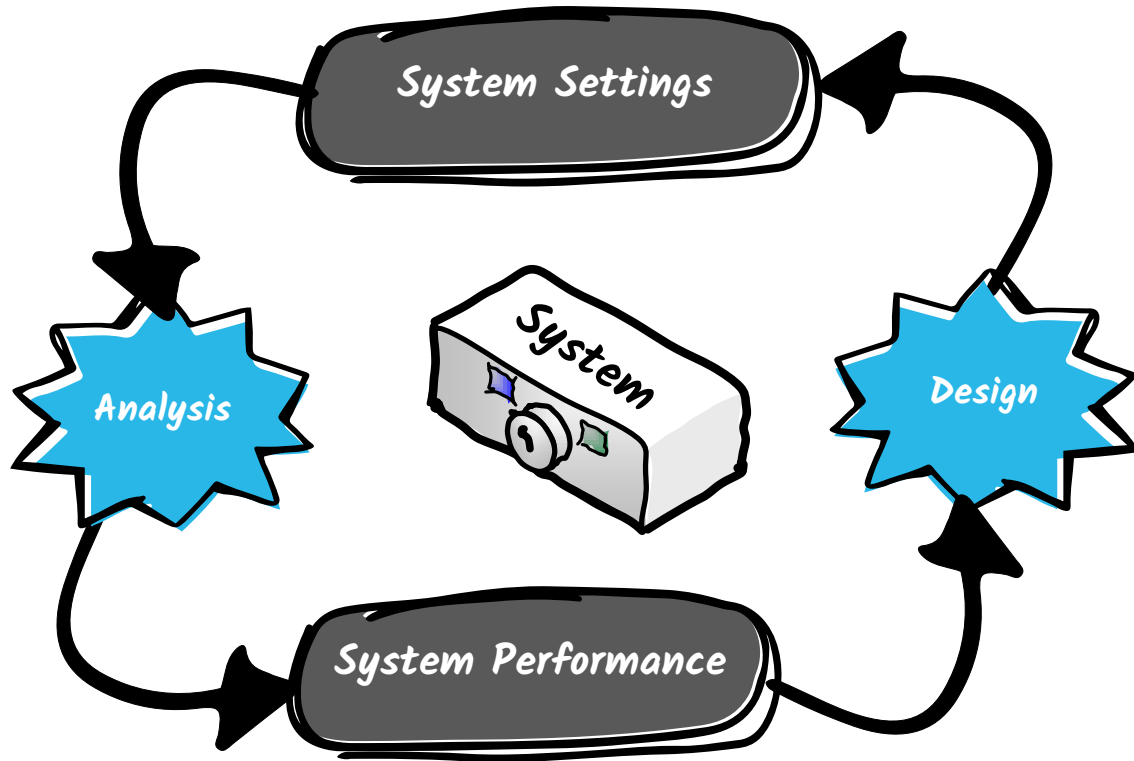 System Settings
System
Analysis
Design
System Performance